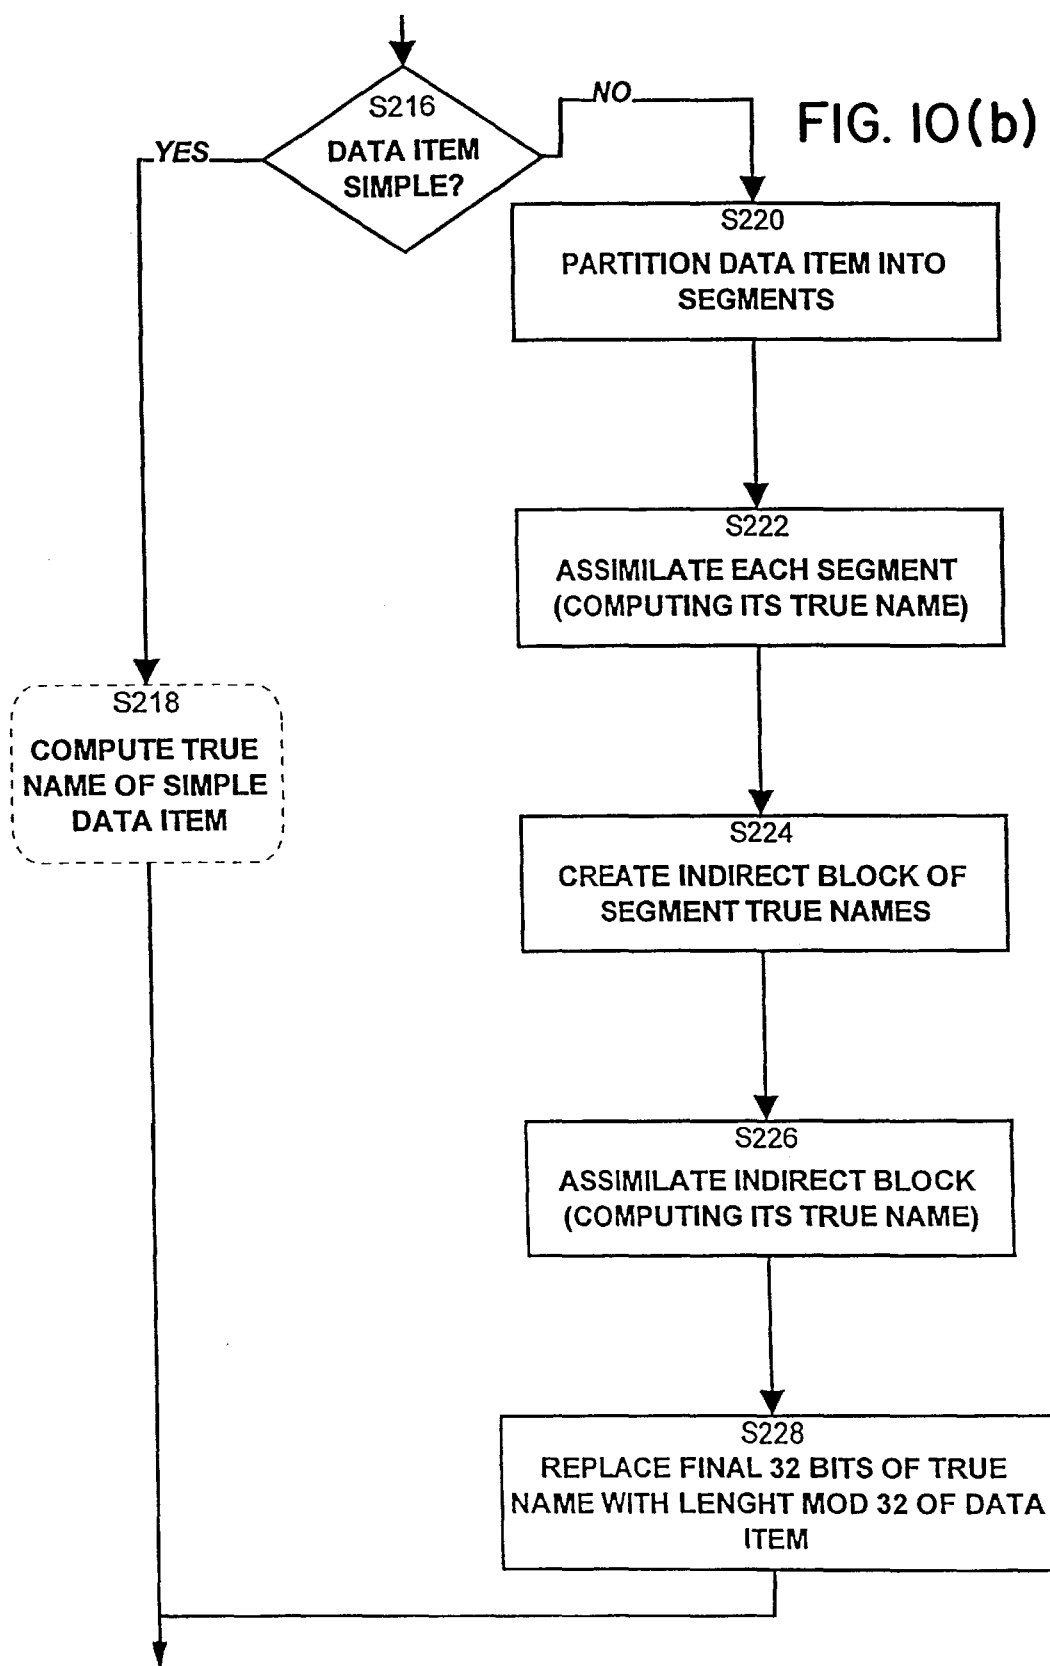 FIG. 10(b)
S216
DATA ITEM
SIMPLE?
YES
NO
S220
PARTITION DATA ITEM INTO
SEGMENTS
S222
ASSIMILATE EACH SEGMENT
(COMPUTING ITS TRUE NAME)
S218
COMPUTE TRUE
NAME OF SIMPLE
DATA ITEM
S224
CREATE INDIRECT BLOCK OF
SEGMENT TRUE NAMES
S226
ASSIMILATE INDIRECT BLOCK
(COMPUTING ITS TRUE NAME)
S228
REPLACE FINAL 32 BITS OF TRUE
NAME WITH LENGHT MOD 32 OF DATA
ITEM